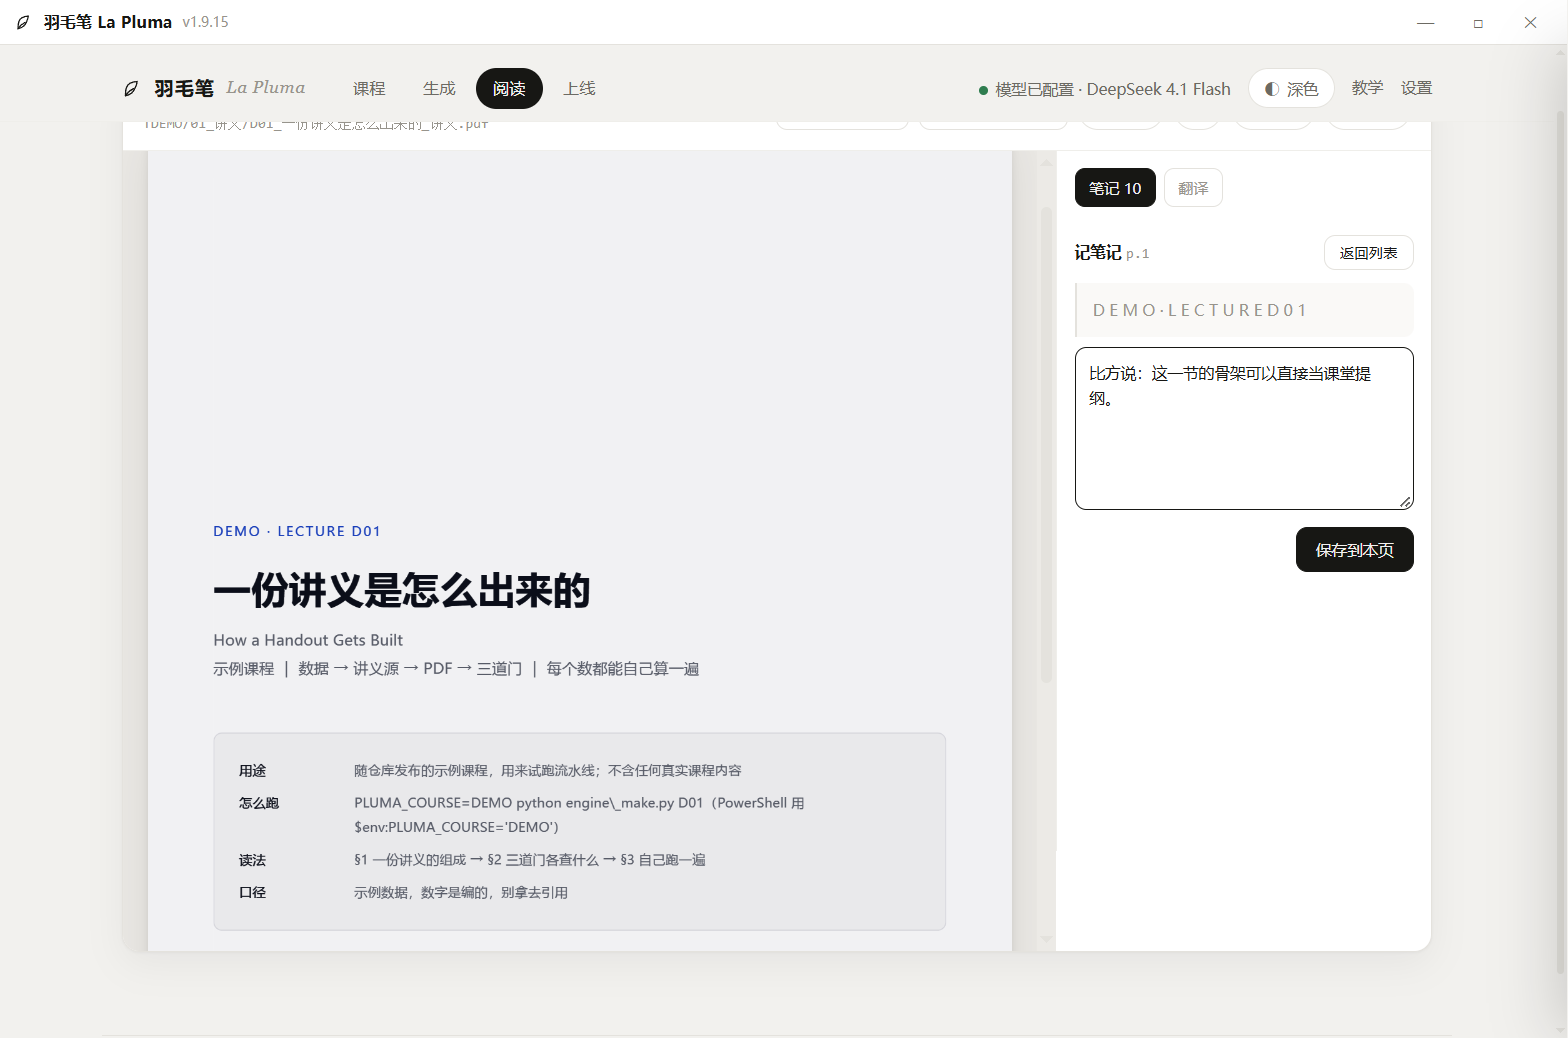 羽毛笔 La Pluma v1.9.15
羽毛笔 La Pluma 课程 生成 阅读 上线 模型已配置 · DeepSeek 4.1 Flash 深色 教学 设置
笔记 10 翻译
记笔记 p.1 返回列表
DEMO·LECTURED01
比方说：这一节的骨架可以直接当课堂提
纲。
保存到本页
DEMO · LECTURE D01
一份讲义是怎么出来的
How a Handout Gets Built
示例课程 | 数据 → 讲义源 → PDF → 三道门 | 每个数都能自己算一遍
用途 随仓库发布的示例课程，用来试跑流水线；不含任何真实课程内容
怎么跑 PLUMA_COURSE=DEMO python engine\_make.py D01（PowerShell 用
$env:PLUMA_COURSE='DEMO'）
读法 §1 一份讲义的组成 → §2 三道门各查什么 → §3 自己跑一遍
口径 示例数据，数字是编的，别拿去引用